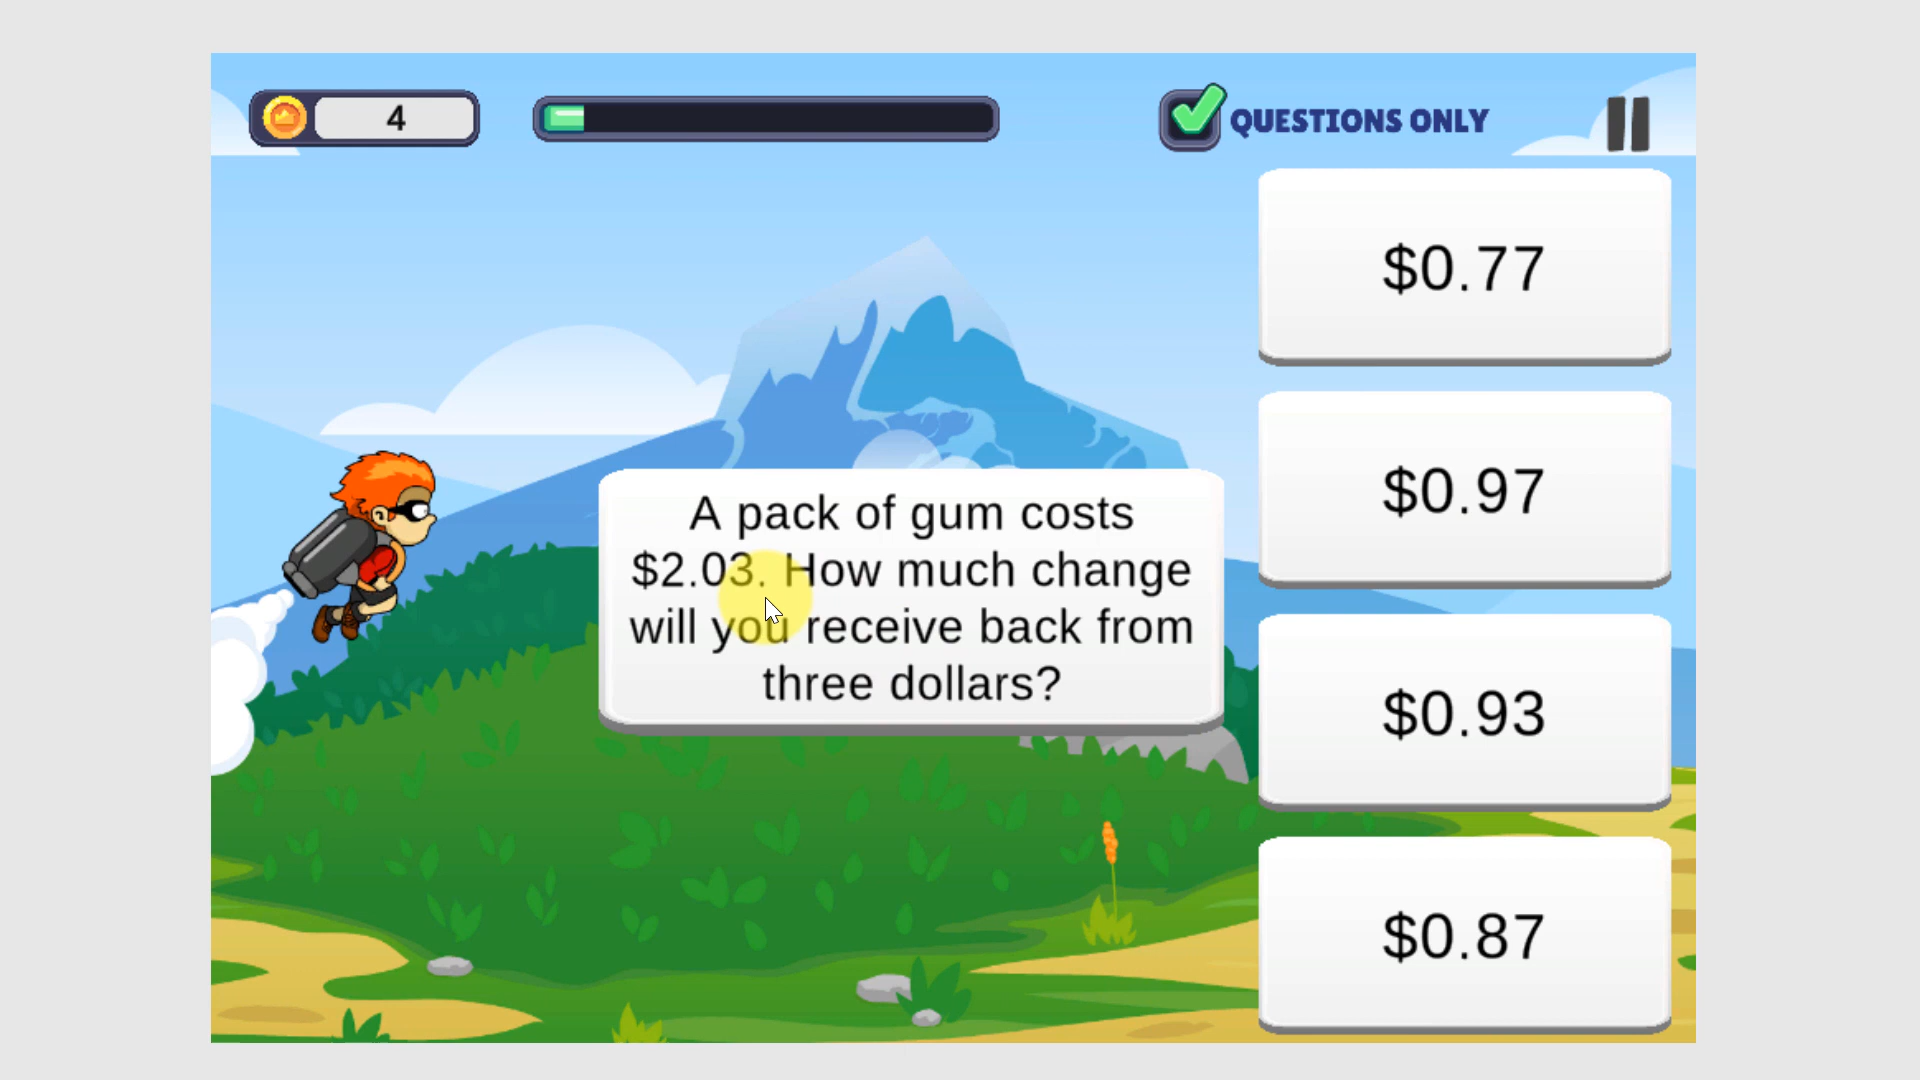 4
QUESTIONS ONLY
$0.77
$0.97
A pack of gum costs
$2.03. How much change
will you receive back from
three dollars?
$0.93
$0.87